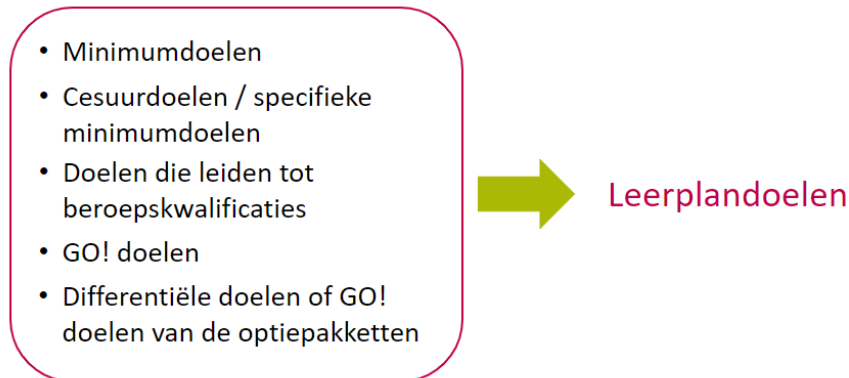 • Minimumdoelen
• Cesuurdoelen / specifieke
minimumdoelen
• Doelen die leiden tot
beroepskwalificaties
• GO! doelen
• Differentiële doelen of GO!
doelen van de optiepakketten
Leerplandoelen